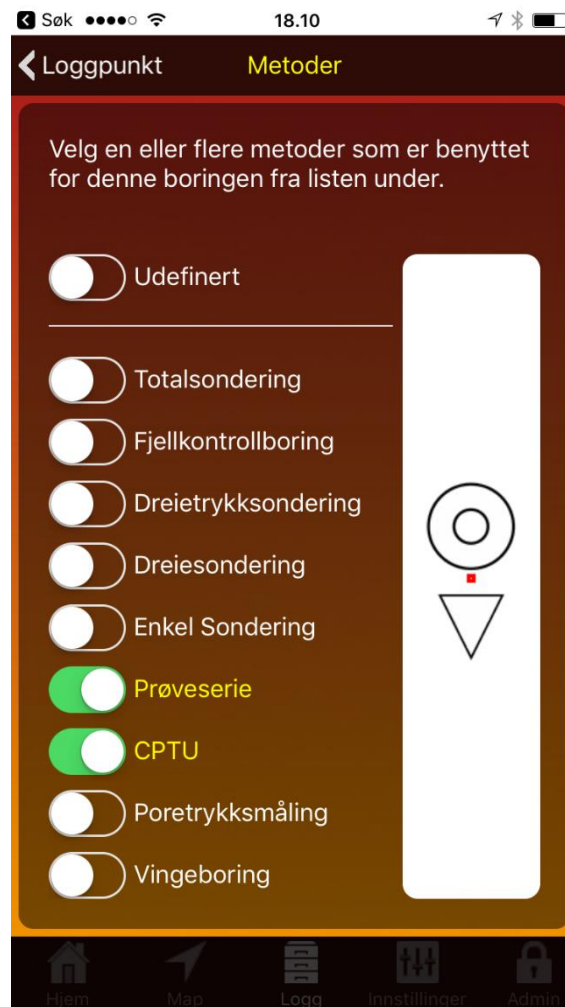 Søk 18.10
Loggpunkt Metoder
Velg en eller flere metoder som er benyttet
for denne boringen fra listen under.
Udefinert
Totalsondering
Fjellkontrollboring
Dreietrykksondering
Dreiesondering
Enkel Sondering
Prøveserie
CPTU
Poretrykksmåling
Vingeboring
Hjem Map Logg Innstillinger Admin